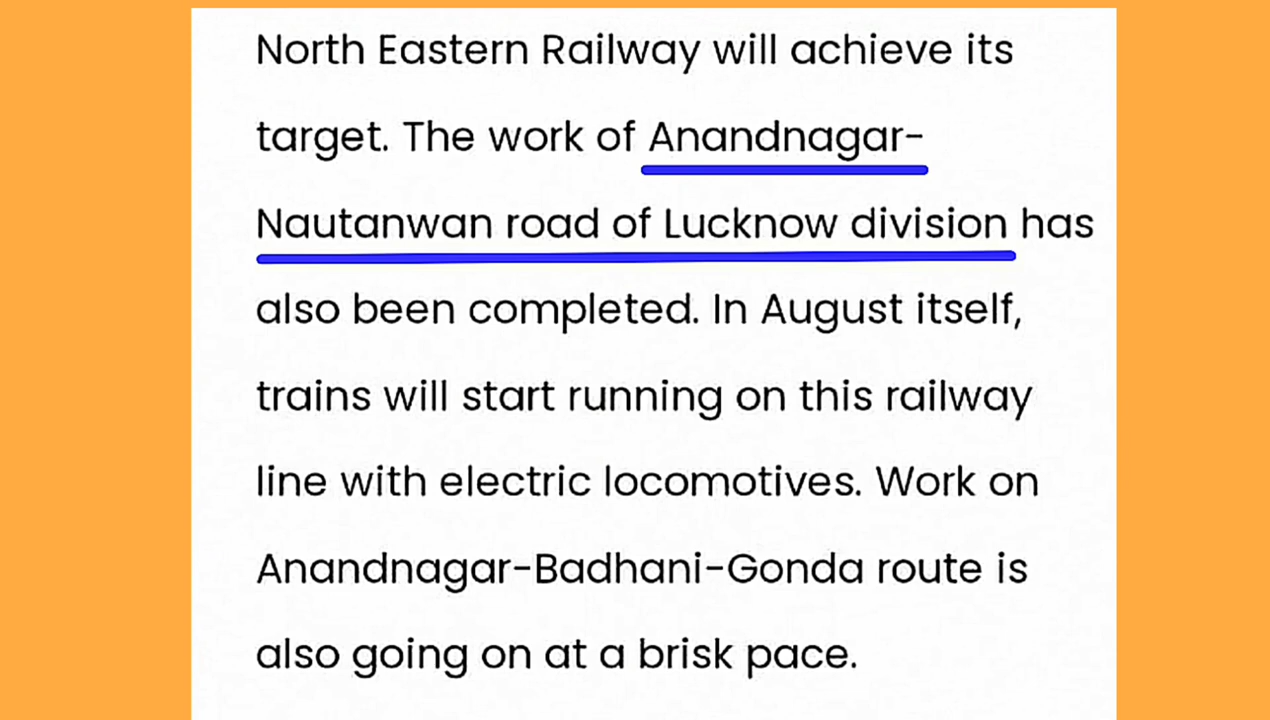 North Eastern Railway will achieve its
target. The work of Anandnagar-
Nautanwan road of Lucknow division has
also been completed. In August itself,
trains will start running on this railway
line with electric locomotives. Work on
Anandnagar-Badhani-Gonda route is
also going on at a brisk pace.